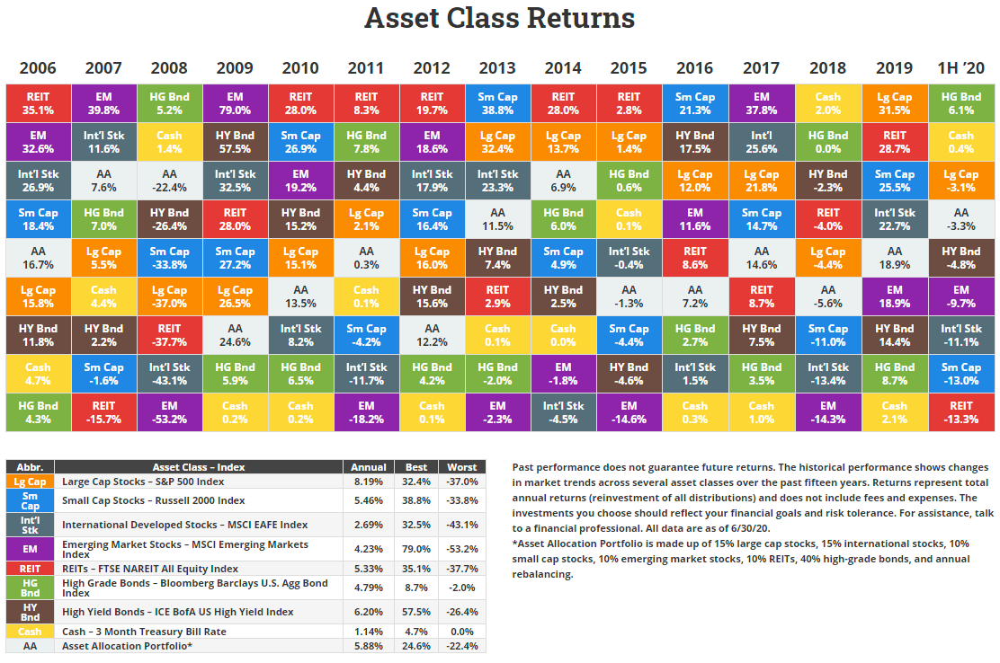 Asset Class Returns
2006 2007 2008 2009 2010 2011 2012 2013 2014 2015 2016 2017 2018 2019 1H ’20
REIT EM HG Bnd EM REIT REIT REIT Sm Cap REIT REIT Sm Cap EM Cash Lg Cap HG Bnd
35.1% 39.8% 5.2% 79.0% 28.0% 8.3% 19.7% 38.8% 28.0% 2.8% 21.3% 37.8% 2.0% 31.5% 6.1%
EM Int’l Stk Cash HY Bnd Sm Cap HG Bnd EM Lg Cap Lg Cap Lg Cap HY Bnd Int’l HG Bnd REIT Cash
32.6% 11.6% 1.4% 57.5% 26.9% 7.8% 18.6% 32.4% 13.7% 1.4% 17.5% 25.6% 0.0% 28.7% 0.4%
Int’l Stk AA AA Int’l Stk EM HY Bnd Int’l Stk Int’l Stk AA HG Bnd Lg Cap Lg Cap HY Bnd Sm Cap Lg Cap
26.9% 7.6% -22.4% 32.5% 19.2% 4.4% 17.9% 23.3% 6.9% 0.6% 12.0% 21.8% -2.3% 25.5% -3.1%
Sm Cap HG Bnd HY Bnd REIT HY Bnd Lg Cap Sm Cap AA HG Bnd Cash EM Sm Cap REIT Int’l Stk AA
18.4% 7.0% -26.4% 28.0% 15.2% 2.1% 16.4% 11.5% 6.0% 0.1% 11.6% 14.7% -4.0% 22.7% -3.3%
AA Lg Cap Sm Cap Sm Cap Lg Cap AA Lg Cap HY Bnd Sm Cap Int’l Stk REIT AA Lg Cap AA HY Bnd
16.7% 5.5% -33.8% 27.2% 15.1% 0.3% 16.0% 7.4% 4.9% -0.4% 8.6% 14.6% -4.4% 18.9% -4.8%
Lg Cap Cash Lg Cap Lg Cap AA Cash HY Bnd REIT HY Bnd AA AA REIT AA EM EM
15.8% 4.4% -37.0% 26.5% 13.5% 0.1% 15.6% 2.9% 2.5% -1.3% 7.2% 8.7% -5.6% 18.9% -9.7%
HY Bnd HY Bnd REIT AA Int’l Stk Sm Cap AA Cash Cash Sm Cap HG Bnd HY Bnd Sm Cap HY Bnd Int’l Stk
11.8% 2.2% -37.7% 24.6% 8.2% -4.2% 12.2% 0.1% 0.0% -4.4% 2.7% 7.5% -11.0% 14.4% -11.1%
Cash Sm Cap Int’l Stk HG Bnd HG Bnd Int’l Stk HG Bnd HG Bnd EM HY Bnd Int’l Stk HG Bnd Int’l Stk HG Bnd Sm Cap
4.7% -1.6% -43.1% 5.9% 6.5% -11.7% 4.2% -2.0% -1.8% -4.6% 1.5% 3.5% -13.4% 8.7% -13.0%
HG Bnd REIT EM Cash Cash EM Cash EM Int’l Stk EM Cash Cash EM Cash REIT
4.3% -15.7% -53.2% 0.2% 0.2% -18.2% 0.1% -2.3% -4.5% -14.6% 0.3% 1.0% -14.3% 2.1% -13.3%
Abbr. Asset Class – Index Annual Best Worst
Lg Cap Large Cap Stocks – S&P 500 Index 8.19% 32.4% -37.0%
Sm
Cap Small Cap Stocks – Russell 2000 Index 5.46% 38.8% -33.8%
Int’l
Stk International Developed Stocks – MSCI EAFE Index 2.69% 32.5% -43.1%
EM Emerging Market Stocks – MSCI Emerging Markets
Index 4.23% 79.0% -53.2%
REIT REITs – FTSE NAREIT All Equity Index 5.33% 35.1% -37.7%
HG
Bnd High Grade Bonds – Bloomberg Barclays U.S. Agg Bond
Index 4.79% 8.7% -2.0%
HY
Bnd High Yield Bonds – ICE BofA US High Yield Index 6.20% 57.5% -26.4%
Cash Cash – 3 Month Treasury Bill Rate 1.14% 4.7% 0.0%
AA Asset Allocation Portfolio* 5.88% 24.6% -22.4%
Past performance does not guarantee future returns. The historical performance shows changes
in market trends across several asset classes over the past fifteen years. Returns represent total
annual returns (reinvestment of all distributions) and does not include fees and expenses. The
investments you choose should reflect your financial goals and risk tolerance. For assistance, talk
to a financial professional. All data are as of 6/30/20.
*Asset Allocation Portfolio is made up of 15% large cap stocks, 15% international stocks, 10%
small cap stocks, 10% emerging market stocks, 10% REITs, 40% high-grade bonds, and annual
rebalancing.